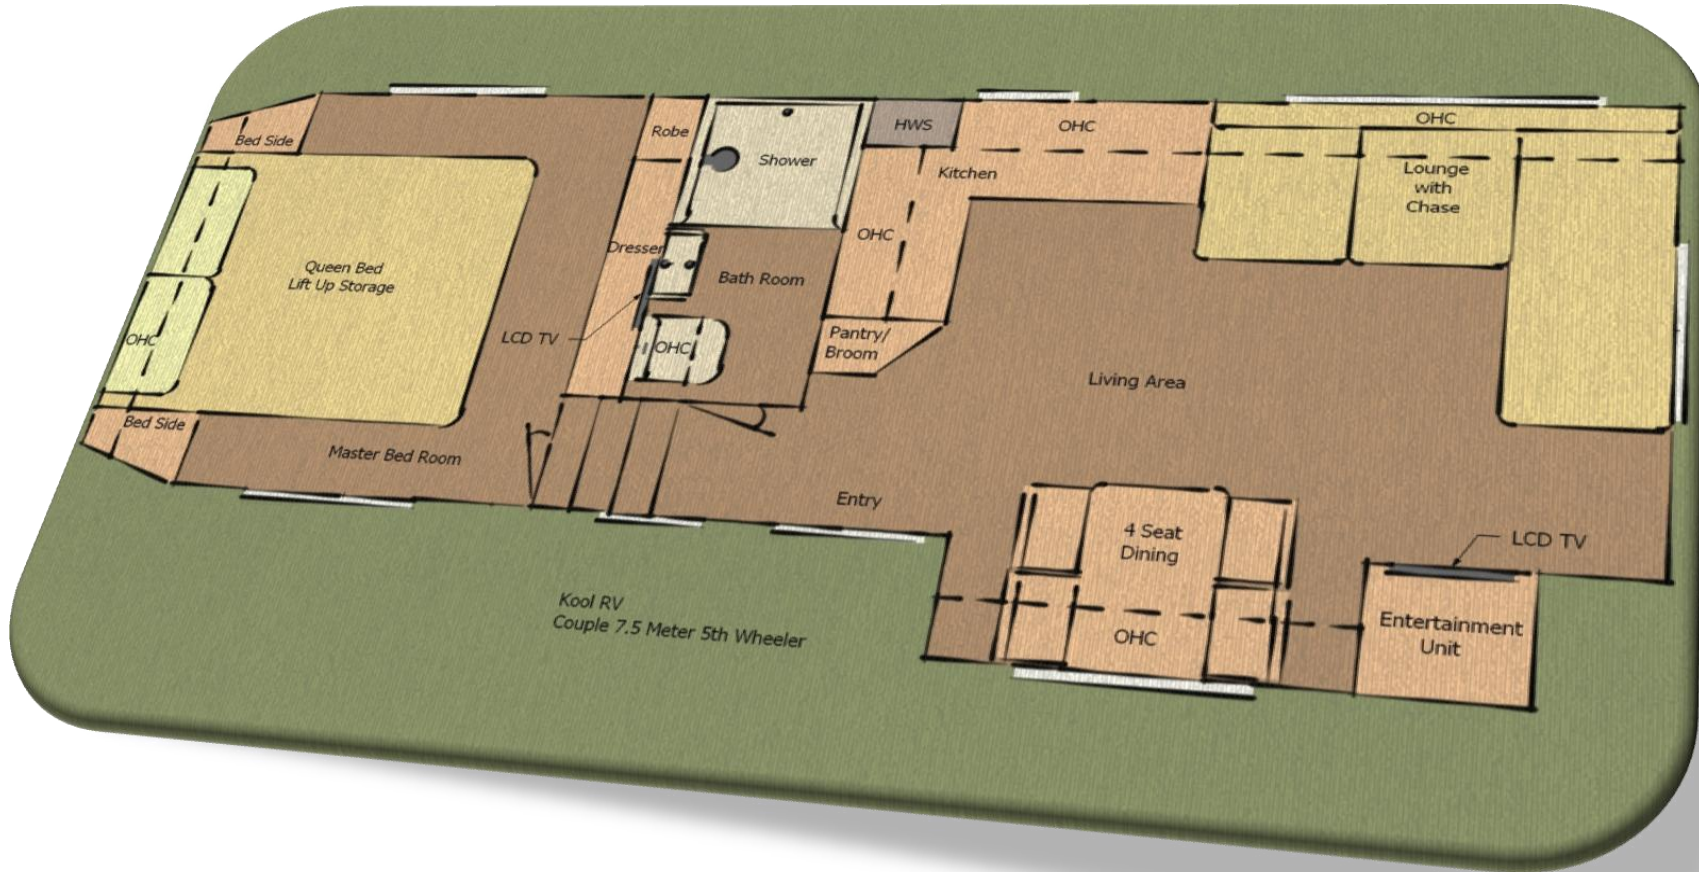 Bed Side
Queen Bed
Lift Up Storage
OHC
Bed Side
Master Bed Room
Robe
Dresser
LCD TV
Shower
Bath Room
OHC
HWS
OHC
Kitchen
OHC
Pantry/
Broom
OHC
Lounge
with
Chase
Living Area
Entry
4 Seat
Dining
OHC
LCD TV
Entertainment
Unit
Kool RV
Couple 7.5 Meter 5th Wheeler